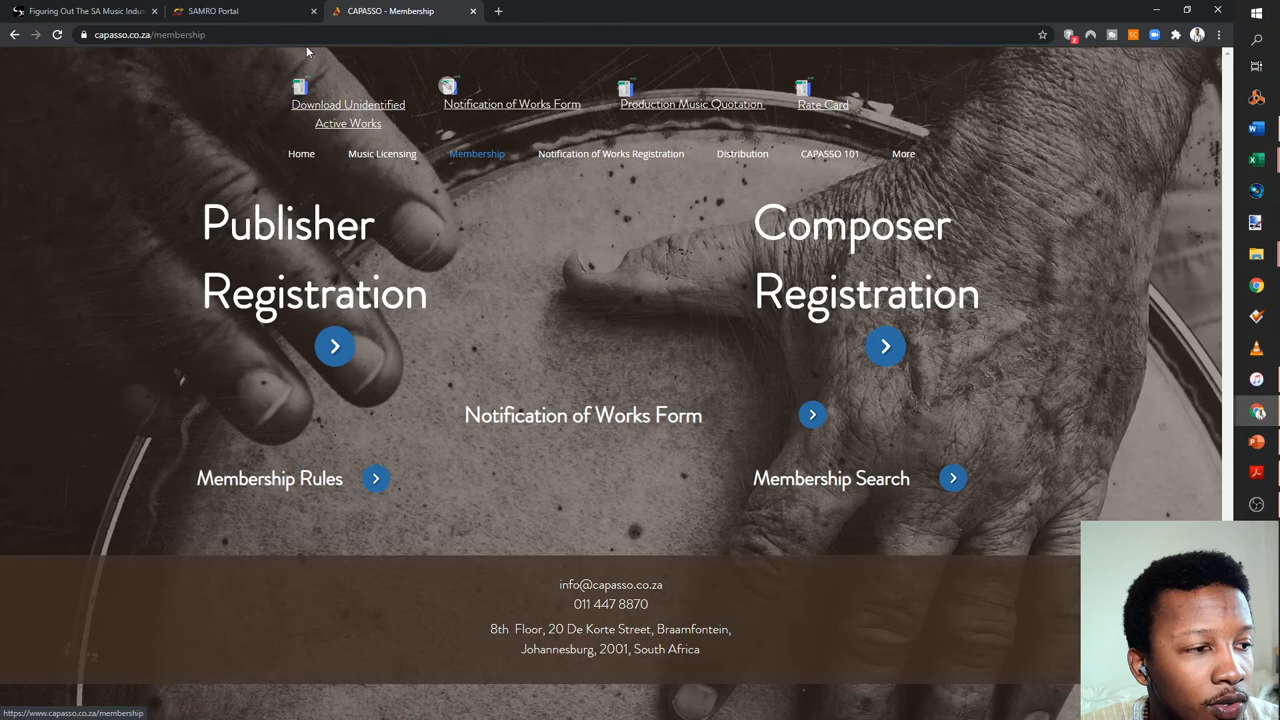 Figuring Out The SA Music Indus
SAMRO Portal
CAPASSO - Membership
capasso.co.za/membership
Download Unidentified
Active Works
Notification of Works Form
Production Music Quotation
Rate Card
Home
Music Licensing
Membership
Notification of Works Registration
Distribution
CAPASSO 101
More
Publisher
Registration
Composer
Registration
Notification of Works Form
Membership Rules
Membership Search
info@capasso.co.za
011 447 8870
8th Floor, 20 De Korte Street, Braamfontein,
Johannesburg, 2001, South Africa
https://www.capasso.co.za/membership